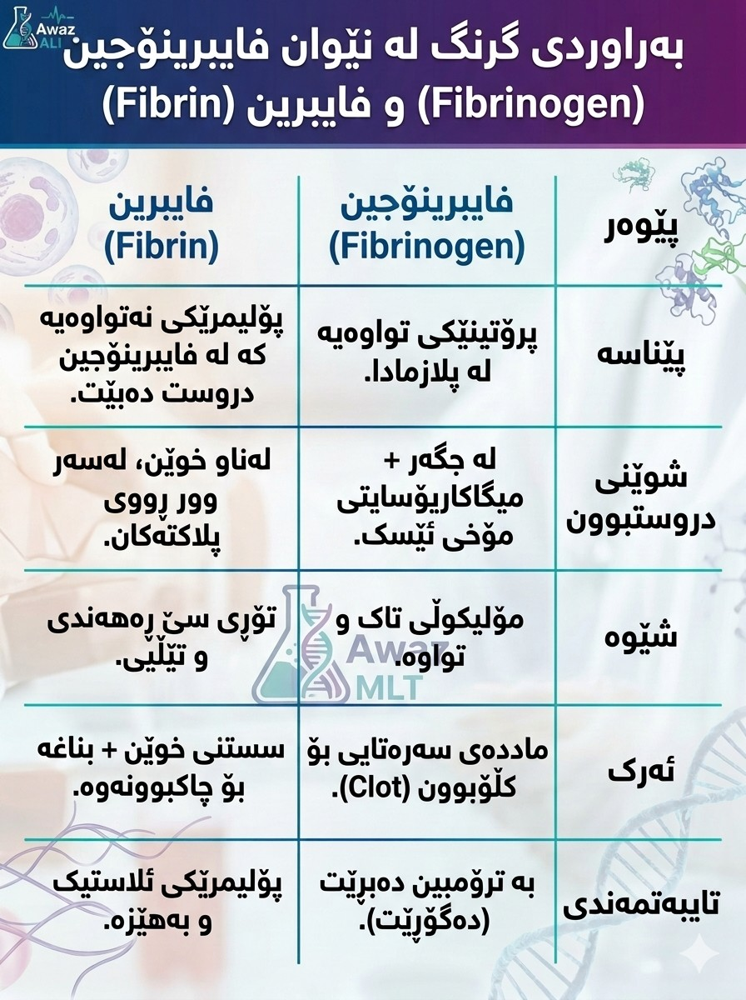 Awaz
ALI
بەراوردی گرنگ لە نێوان فایبرینۆجین
(Fibrinogen) و فایبرین (Fibrin)
پێوەر
فایبرینۆجین
(Fibrinogen)
فایبرین
(Fibrin)
پێناسە
پرۆتینێکی تواوەیە
لە پلازمادا.
پۆلیمرێکی نەتواوەیە
کە لە فایبرینۆجین
دروست دەبێت.
شوێنی
دروستبوون
لە جگەر +
میگاکاریۆسایتی
مۆخی ئێسک.
لەناو خوێن، لەسەر
وور ڕووی
پلاکتەکان.
شێوە
مۆلیکوڵی تاک و
تواوە.
تۆڕی سێ ڕەهەندی
و تێڵیی.
Awaz
MLT
ئەرک
ماددەی سەرەتایی بۆ
کڵۆبوون (Clot).
سستنی خوێن + بناغە
بۆ چاکبوونەوە.
تایبەتمەندی
بە ترۆمبین دەبڕێت
(دەگۆڕێت).
پۆلیمرێکی ئلاستیک
و بەهێزە.